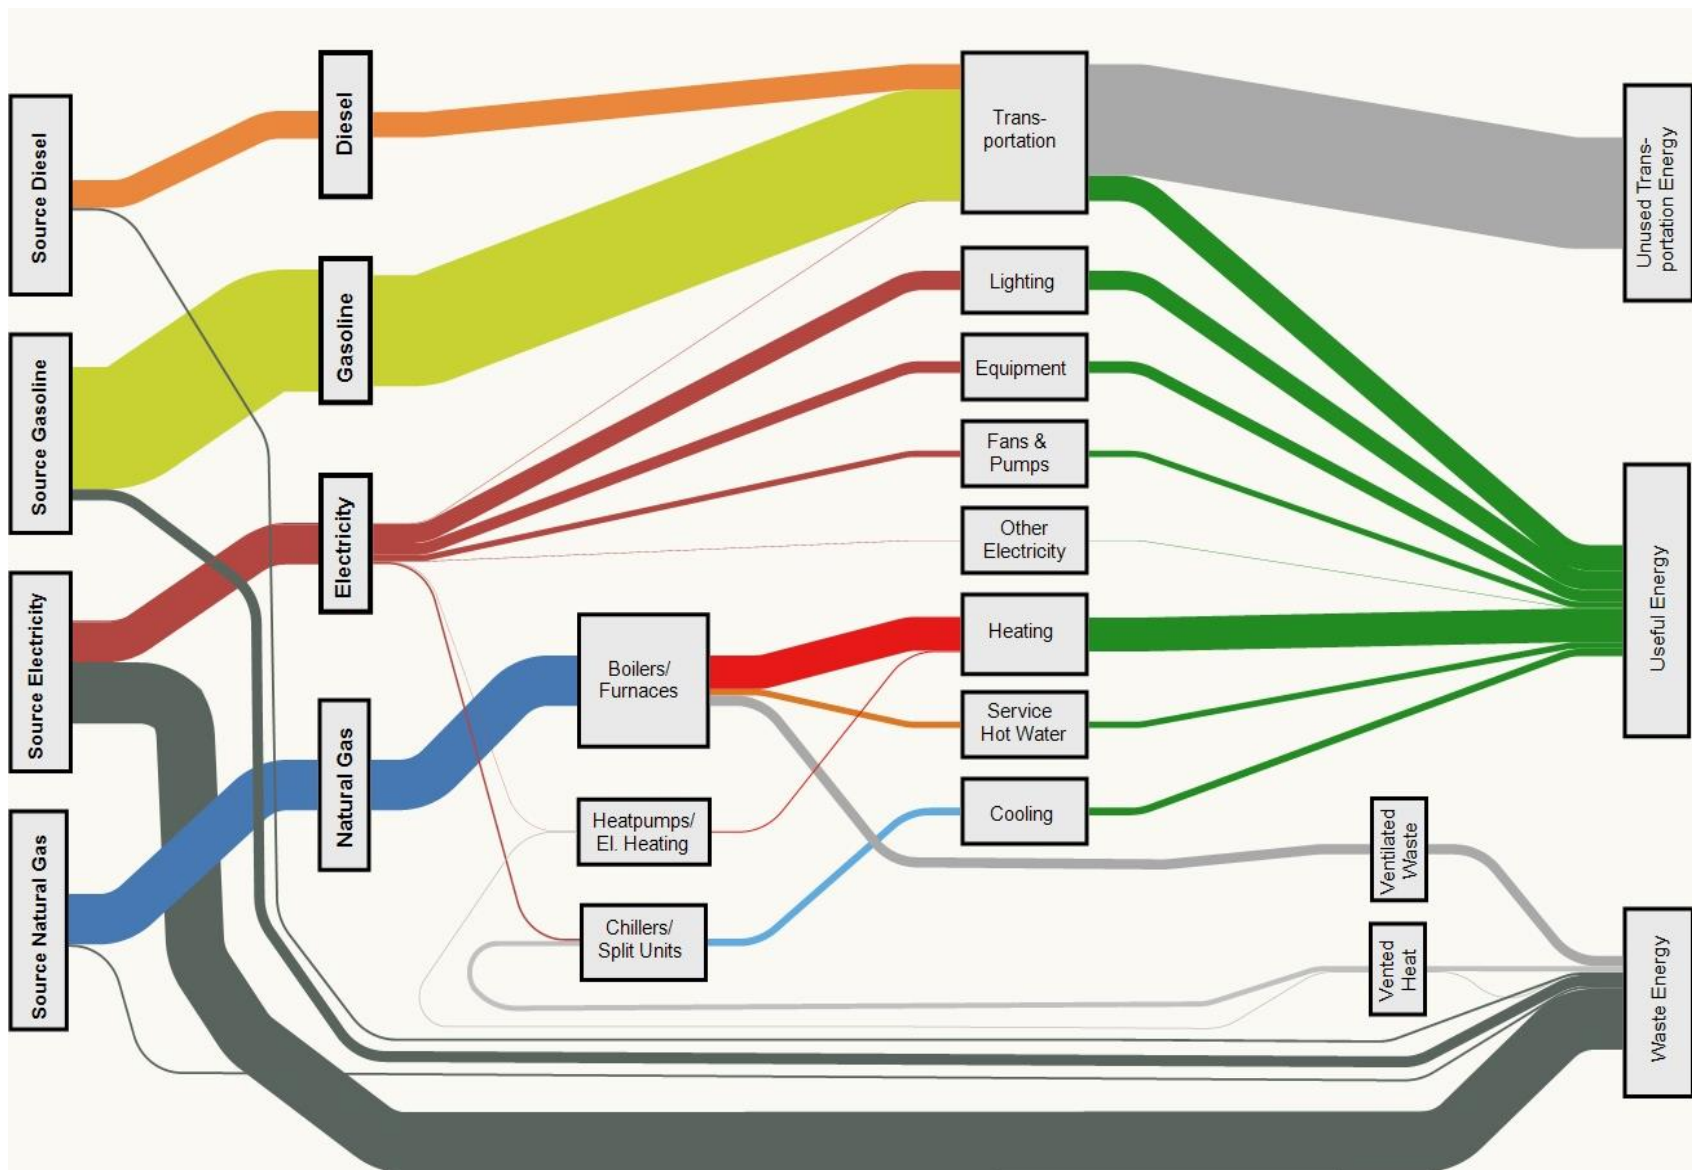 Source Diesel
Source Gasoline
Source Electricity
Source Natural Gas
Diesel
Gasoline
Electricity
Natural Gas
Boilers/
Furnaces
Heatpumps/
El. Heating
Chillers/
Split Units
Trans-
portation
Lighting
Equipment
Fans &
Pumps
Other
Electricity
Heating
Service
Hot Water
Cooling
Ventilated
Waste
Vented
Heat
Unused Trans-
portation Energy
Useful Energy
Waste Energy